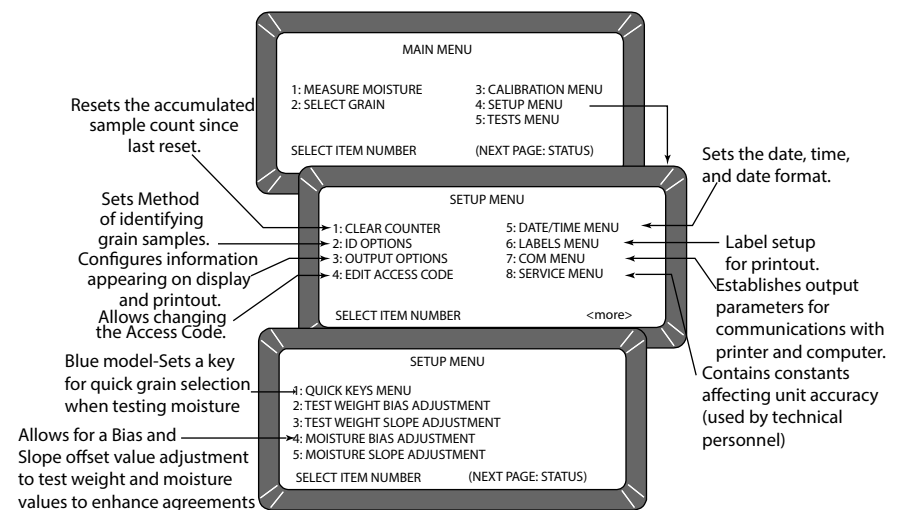 MAIN MENU
1: MEASURE MOISTURE
2: SELECT GRAIN
3: CALIBRATION MENU
4: SETUP MENU
5: TESTS MENU
SELECT ITEM NUMBER
(NEXT PAGE: STATUS)
Resets the accumulated
sample count since
last reset.
Sets Method
of identifying
grain samples.
Configures information
appearing on display
and printout.
Allows changing
the Access Code.
SETUP MENU
1: CLEAR COUNTER
2: ID OPTIONS
3: OUTPUT OPTIONS
4: EDIT ACCESS CODE
5: DATE/TIME MENU
6: LABELS MENU
7: COM MENU
8: SERVICE MENU
SELECT ITEM NUMBER
<more>
Sets the date, time,
and date format.
Label setup
for printout.
Establishes output
parameters for
communications with
printer and computer.
Contains constants
affecting unit accuracy
(used by technical
personnel)
Blue model-Sets a key
for quick grain selection
when testing moisture
Allows for a Bias and
Slope offset value adjustment
to test weight and moisture
values to enhance agreements
SETUP MENU
1: QUICK KEYS MENU
2: TEST WEIGHT BIAS ADJUSTMENT
3: TEST WEIGHT SLOPE ADJUSTMENT
4: MOISTURE BIAS ADJUSTMENT
5: MOISTURE SLOPE ADJUSTMENT
SELECT ITEM NUMBER
(NEXT PAGE: STATUS)